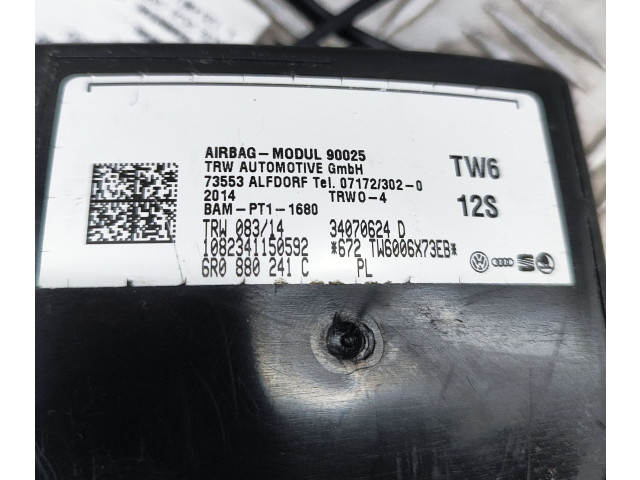 AIRBAG-MODUL 90025
TRW AUTOMOTIVE GmbH
73553 ALFDORF Tel. 07172/302-0
2014 TRWO-4
BAM-PT1-1680
TRW 083/14 34070624 D
1082341150592 *672 TW6006X73EB*
6R0 880 241 C PL
TW6
12S